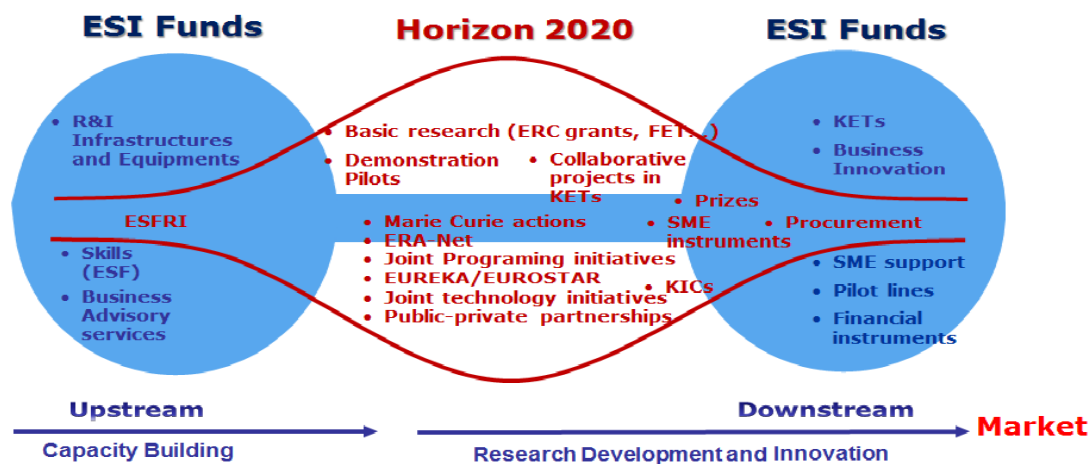 ESI Funds
Horizon 2020
ESI Funds
• R&I
Infrastructures
and Equipments
ESFRI
• Skills
(ESF)
• Business
Advisory
services
• Basic research (ERC grants, FET...)
• Demonstration
Pilots
• Collaborative
projects in
KETs
• Marie Curie actions
• ERA-Net
• Joint Programing initiatives
• EUREKA/EUROSTAR
• Joint technology initiatives
• Public-private partnerships
• Prizes
• SME
instruments
• Procurement
• KICs
• KETs
• Business
Innovation
• SME support
• Pilot lines
• Financial
instruments
Upstream
Downstream
Market
Capacity Building
Research Development and Innovation